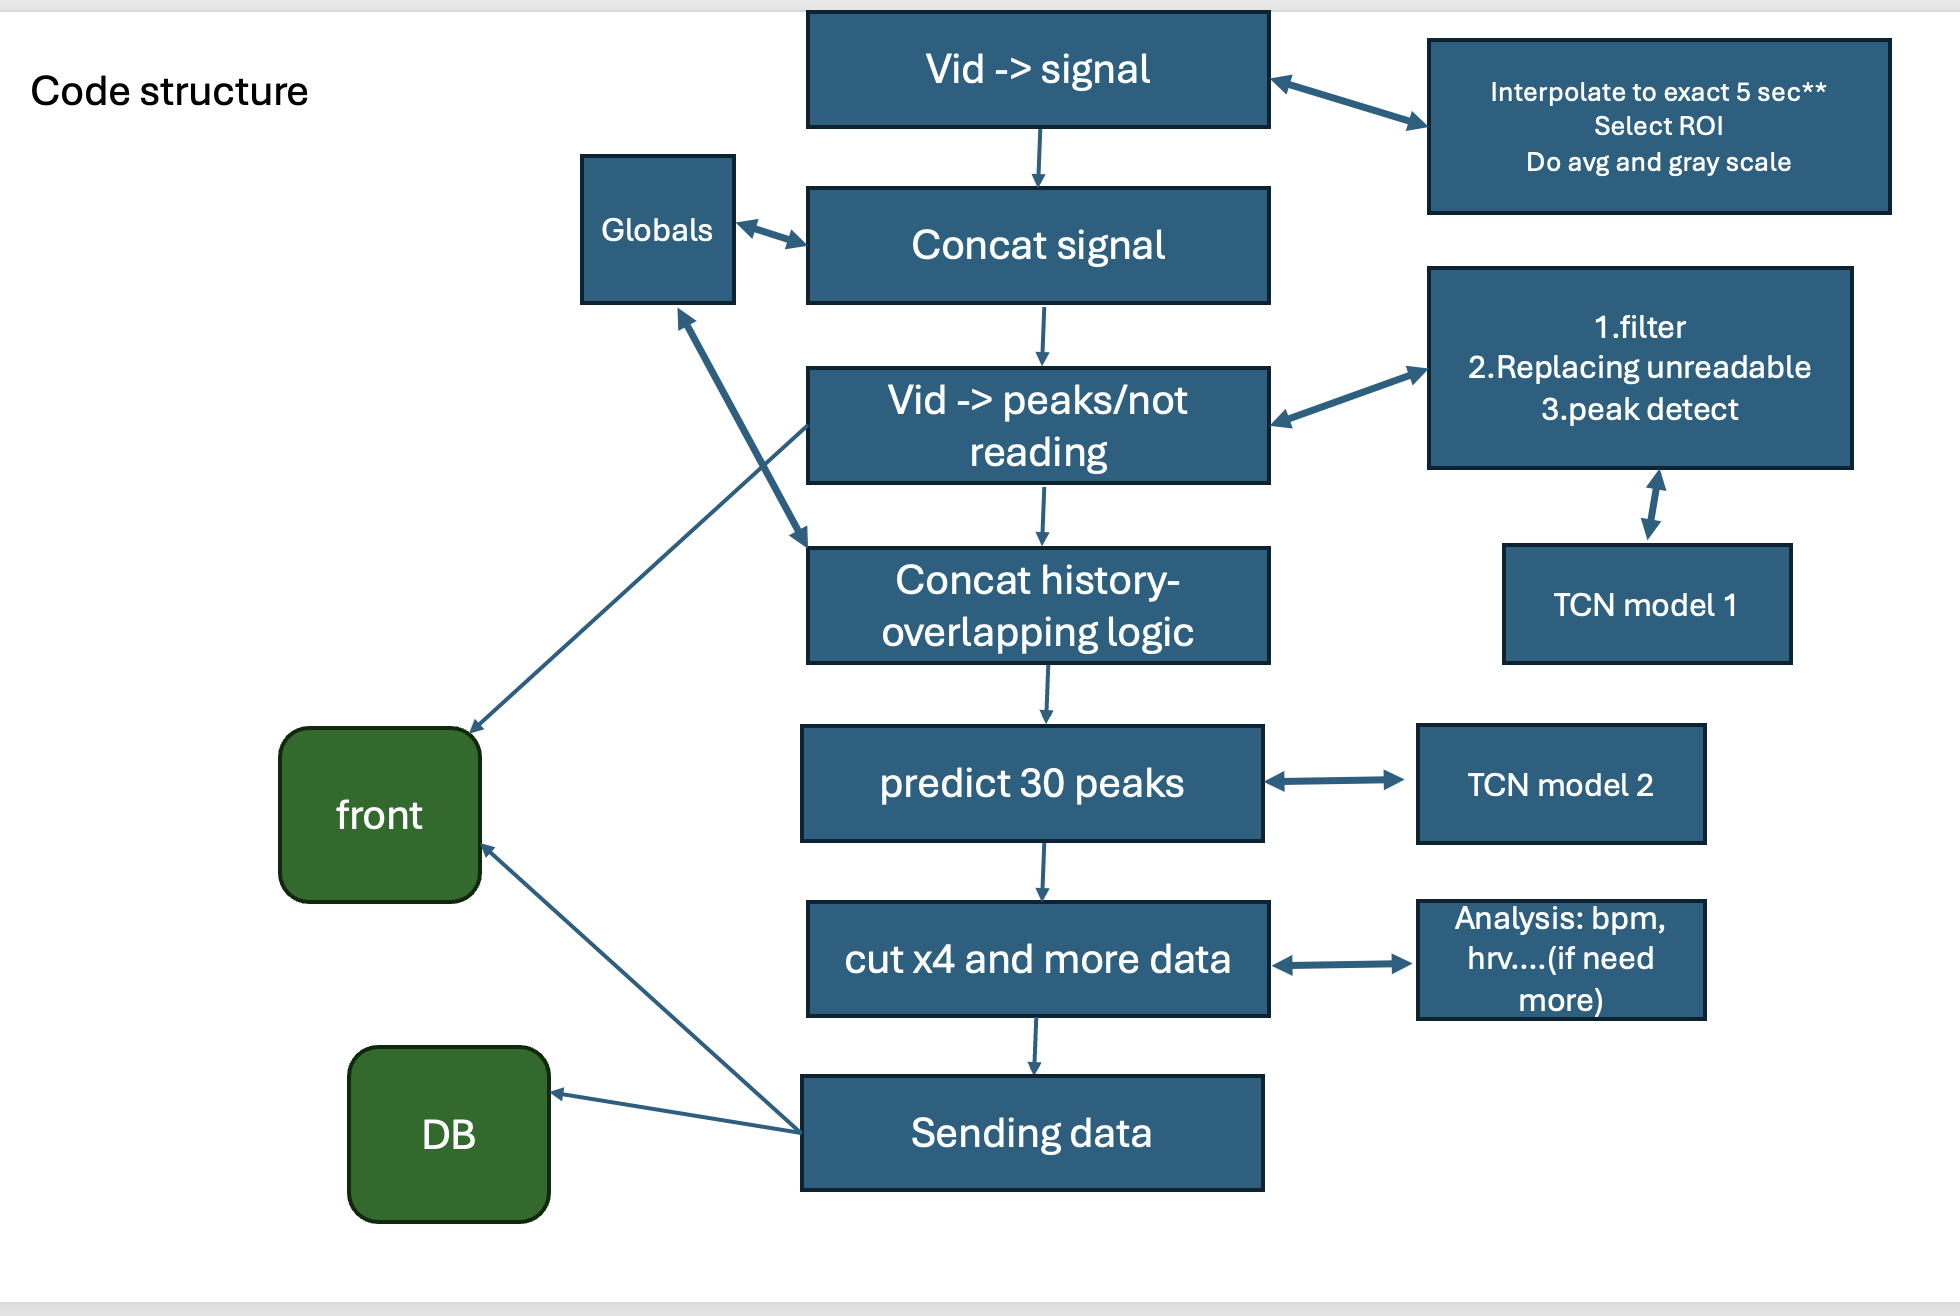 Code structure
Vid -> signal
Interpolate to exact 5 sec**
Select ROI
Do avg and gray scale
Globals
Concat signal
1.filter
2.Replacing unreadable
3.peak detect
Vid -> peaks/not
reading
Concat history-
overlapping logic
TCN model 1
predict 30 peaks
TCN model 2
front
cut x4 and more data
Analysis: bpm,
hrv....(if need
more)
DB
Sending data